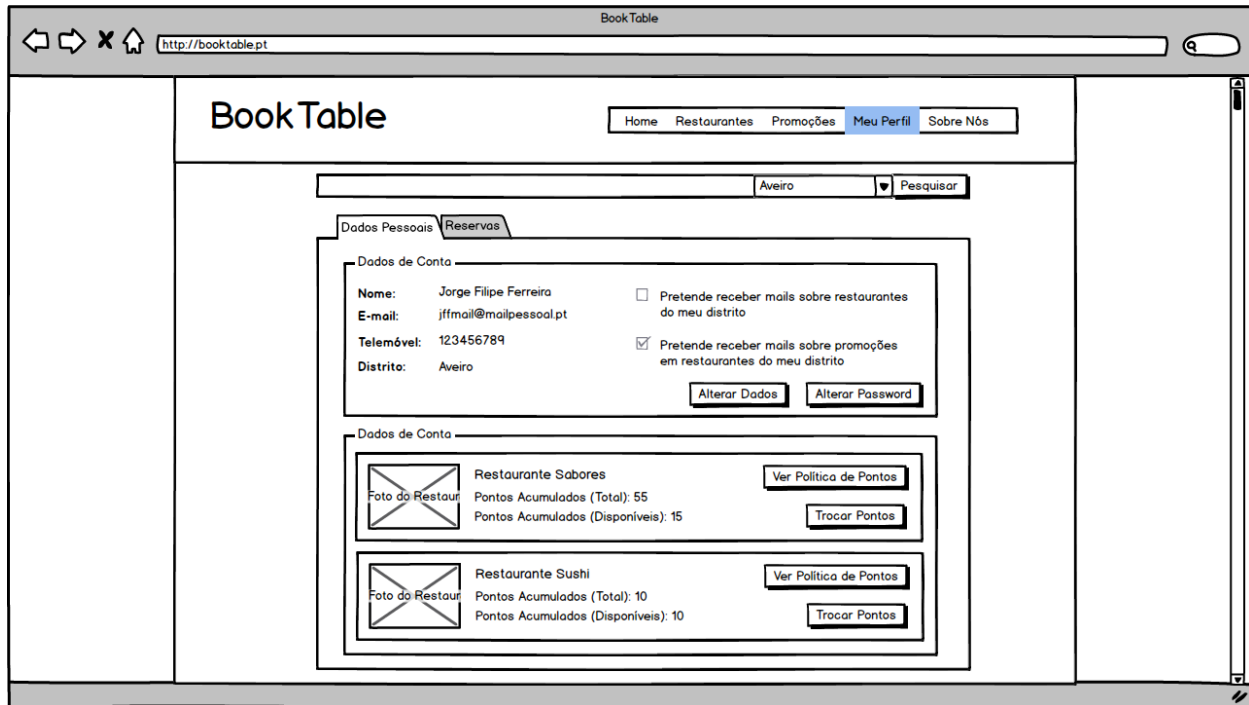 BookTable
http://booktable.pt
BookTable
Home Restaurantes Promoções Meu Perfil Sobre Nós
Aveiro Pesquisar
Dados Pessoais Reservas
Dados de Conta
Nome: Jorge Filipe Ferreira
E-mail: jffmail@mailpessoal.pt
Telemóvel: 123456789
Distrito: Aveiro
Pretende receber mails sobre restaurantes
do meu distrito
Pretende receber mails sobre promoções
em restaurantes do meu distrito
Alterar Dados Alterar Password
Dados de Conta
Foto do Restaur
Restaurante Sabores
Pontos Acumulados (Total): 55
Pontos Acumulados (Disponíveis): 15
Ver Política de Pontos
Trocar Pontos
Foto do Restaur
Restaurante Sushi
Pontos Acumulados (Total): 10
Pontos Acumulados (Disponíveis): 10
Ver Política de Pontos
Trocar Pontos